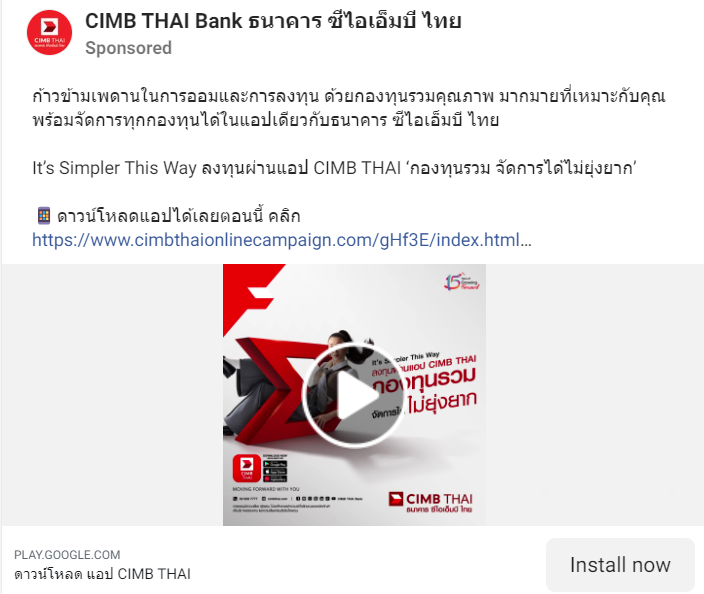 CIMB THAI Bank ธนาคาร ซีไอเอ็มบี ไทย
Sponsored
ก้าวข้ามเพดานในการออมและการลงทุน ด้วยกองทุนรวมคุณภาพ มากมายที่เหมาะกับคุณ
พร้อมจัดการทุกกองทุนได้ในแอปเดียวกับธนาคาร ซีไอเอ็มบี ไทย
It's Simpler This Way ลงทุนผ่านแอป CIMB THAI 'กองทุนรวม จัดการได้ไม่ยุ่งยาก'
ดาวน์โหลดแอปได้เลยตอนนี้ คลิก
https://www.cimbthaionlinecampaign.com/gHf3E/index.html...
It's Simpler This Way
ลงทุนผ่านแอป CIMB THAI
กองทุนรวม
จัดการได้ ไม่ยุ่งยาก
MOVING FORWARD WITH YOU
CIMB THAI
ธนาคาร ซีไอเอ็มบี ไทย
PLAY.GOOGLE.COM
ดาวน์โหลด แอป CIMB THAI
Install now